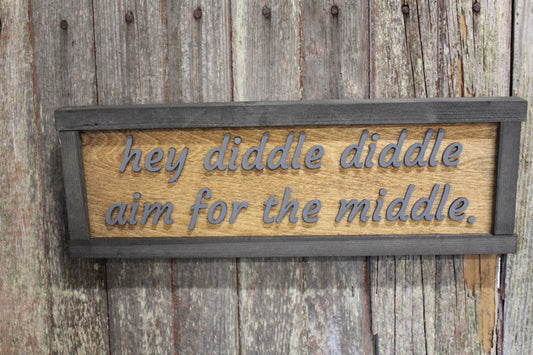 hey diddle diddle
aim for the middle.